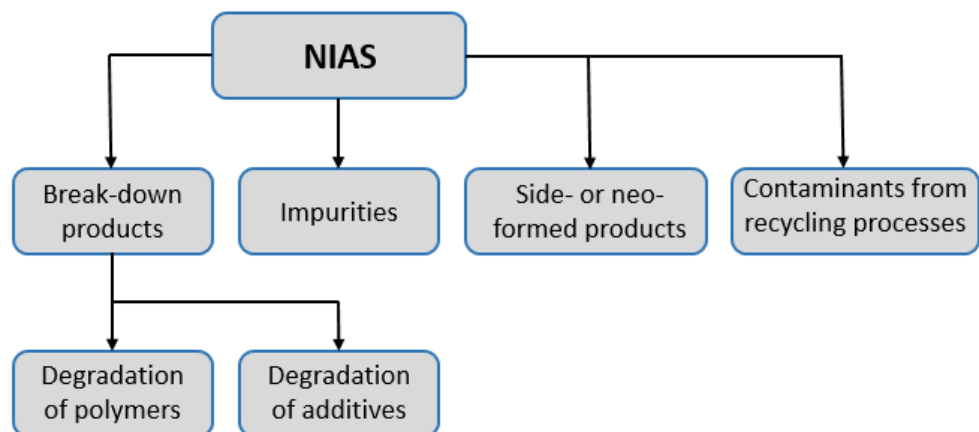 NIAS
Break-down
products
Impurities
Side- or neo-
formed products
Contaminants from
recycling processes
Degradation
of polymers
Degradation
of additives